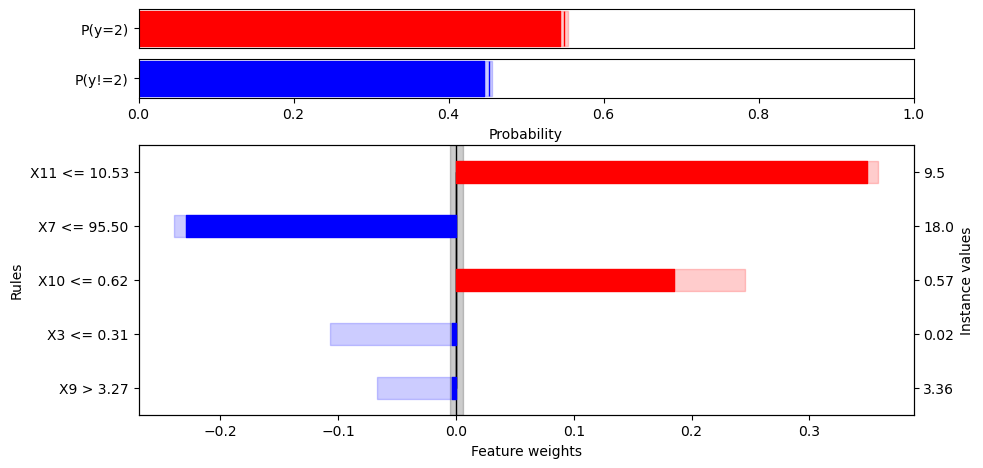 P(y=2)
P(y!=2)
0.0 0.2 0.4 0.6 0.8 1.0
Probability
X11 <= 10.53 9.5
X7 <= 95.50 18.0
X10 <= 0.62 0.57
X3 <= 0.31 0.02
X9 > 3.27 3.36
Rules
Instance values
−0.2 −0.1 0.0 0.1 0.2 0.3
Feature weights